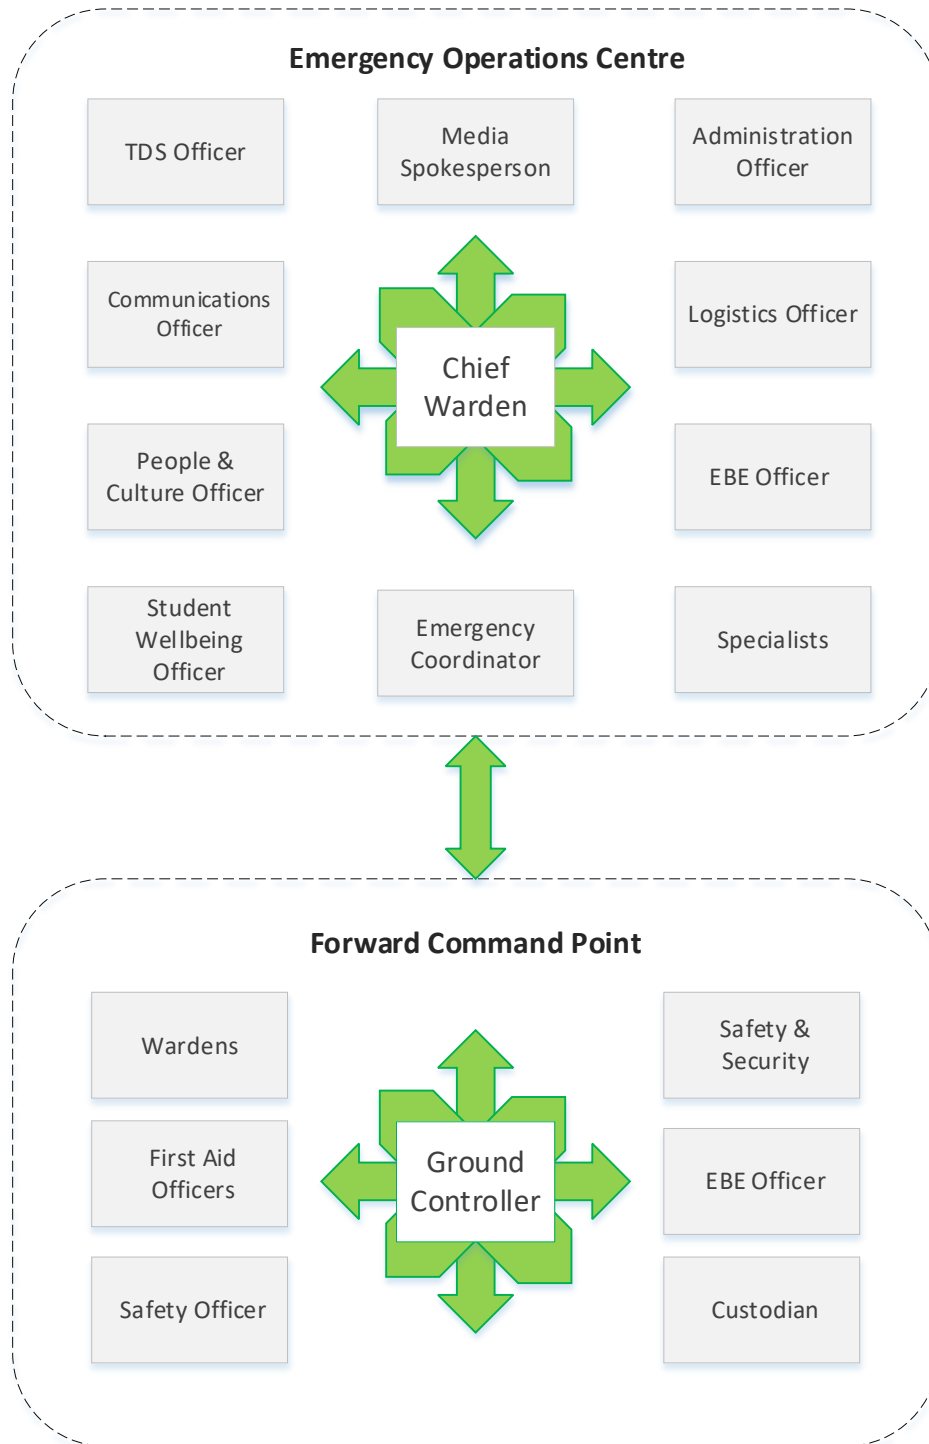 Emergency Operations Centre
TDS Officer
Media
Spokesperson
Administration
Officer
Communications
Officer
Logistics Officer
Chief
Warden
People &
Culture Officer
EBE Officer
Student
Wellbeing
Officer
Emergency
Coordinator
Specialists
Forward Command Point
Wardens
Safety &
Security
First Aid
Officers
Ground
Controller
EBE Officer
Safety Officer
Custodian